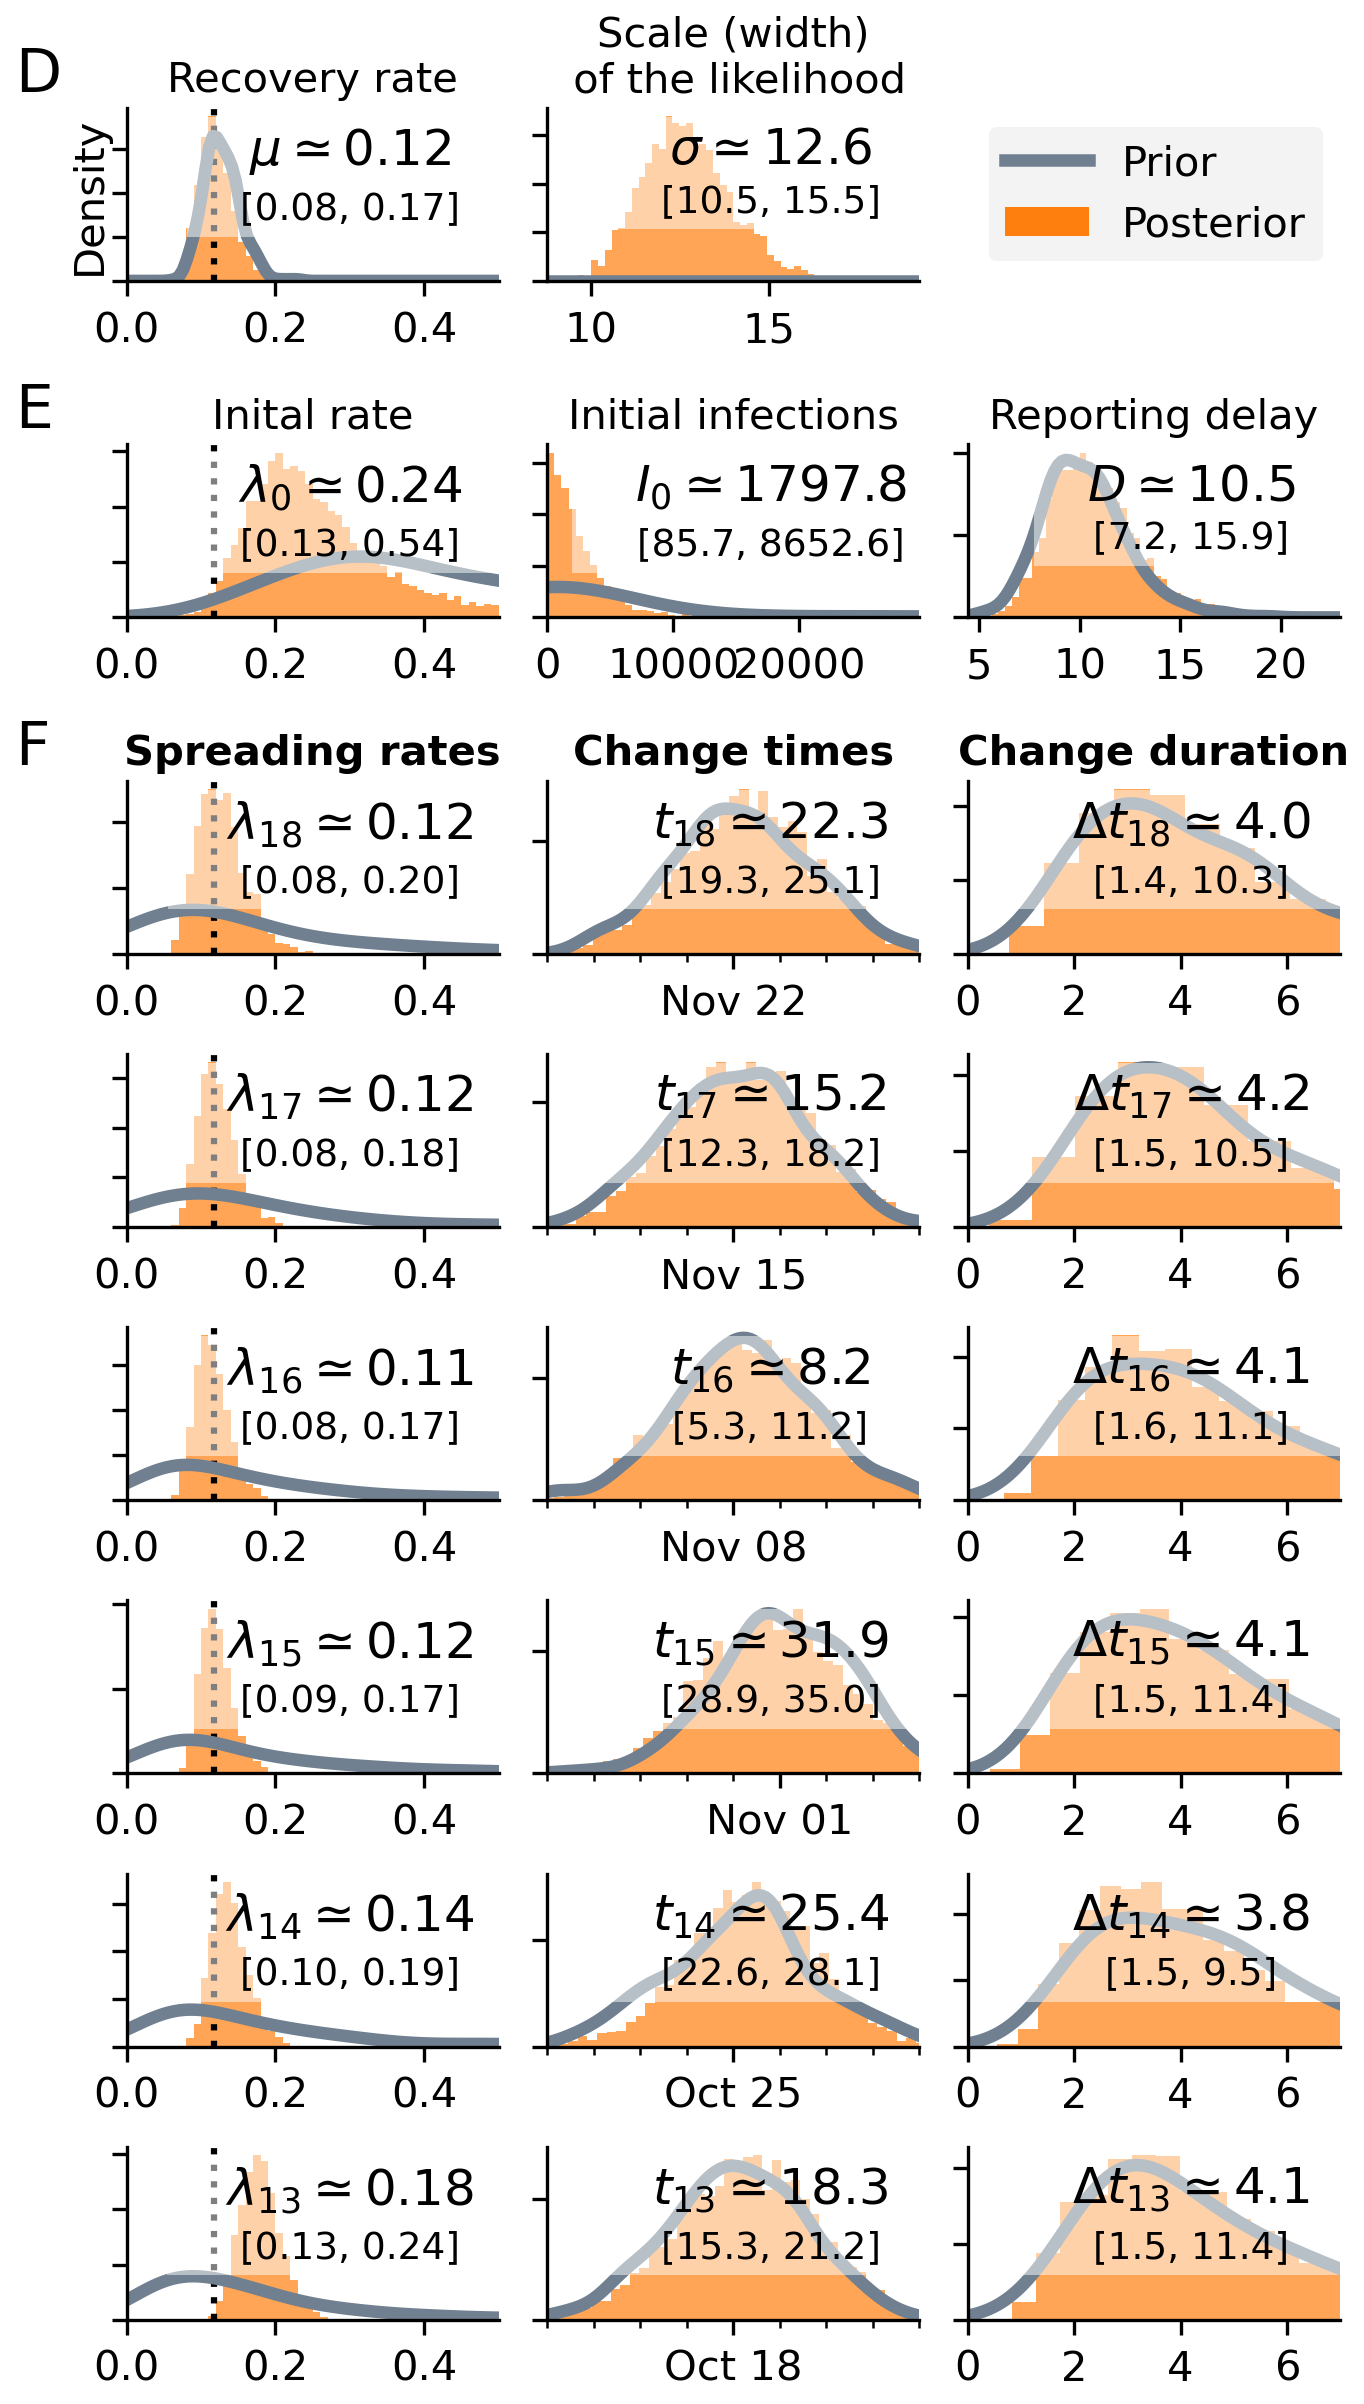 D
Recovery rate
Scale (width)
of the likelihood
Density
μ ≃ 0.12
[0.08, 0.17]
0.0 0.2 0.4
σ ≃ 12.6
[10.5, 15.5]
10 15
Prior
Posterior
E
Inital rate
λ0 ≃ 0.24
[0.13, 0.54]
0.0 0.2 0.4
Initial infections
I0 ≃ 1797.8
[85.7, 8652.6]
0 10000 20000
Reporting delay
D ≃ 10.5
[7.2, 15.9]
5 10 15 20
F
Spreading rates
Change times
Change duration
λ18 ≃ 0.12
[0.08, 0.20]
0.0 0.2 0.4
t18 ≃ 22.3
[19.3, 25.1]
Nov 22
Δt18 ≃ 4.0
[1.4, 10.3]
0 2 4 6
λ17 ≃ 0.12
[0.08, 0.18]
0.0 0.2 0.4
t17 ≃ 15.2
[12.3, 18.2]
Nov 15
Δt17 ≃ 4.2
[1.5, 10.5]
0 2 4 6
λ16 ≃ 0.11
[0.08, 0.17]
0.0 0.2 0.4
t16 ≃ 8.2
[5.3, 11.2]
Nov 08
Δt16 ≃ 4.1
[1.6, 11.1]
0 2 4 6
λ15 ≃ 0.12
[0.09, 0.17]
0.0 0.2 0.4
t15 ≃ 31.9
[28.9, 35.0]
Nov 01
Δt15 ≃ 4.1
[1.5, 11.4]
0 2 4 6
λ14 ≃ 0.14
[0.10, 0.19]
0.0 0.2 0.4
t14 ≃ 25.4
[22.6, 28.1]
Oct 25
Δt14 ≃ 3.8
[1.5, 9.5]
0 2 4 6
λ13 ≃ 0.18
[0.13, 0.24]
0.0 0.2 0.4
t13 ≃ 18.3
[15.3, 21.2]
Oct 18
Δt13 ≃ 4.1
[1.5, 11.4]
0 2 4 6